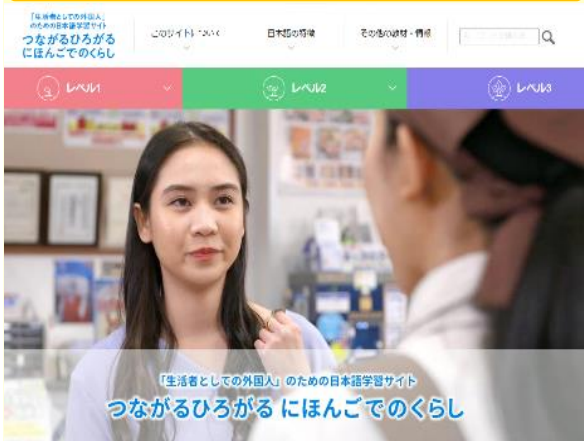 「生活者としての外国人」
のための日本語学習サイト
つながるひろがる
にほんごでのくらし
このサイトについて
日本語の特徴
その他の教材・情報
レベル1
レベル2
レベル3
「生活者としての外国人」のための日本語学習サイト
つながるひろがる にほんごでのくらし